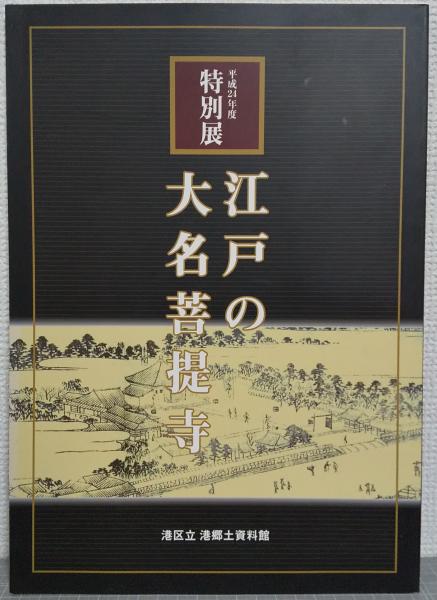 平成24年度
特別展
江戸の
大名菩提寺
港区立 港郷土資料館